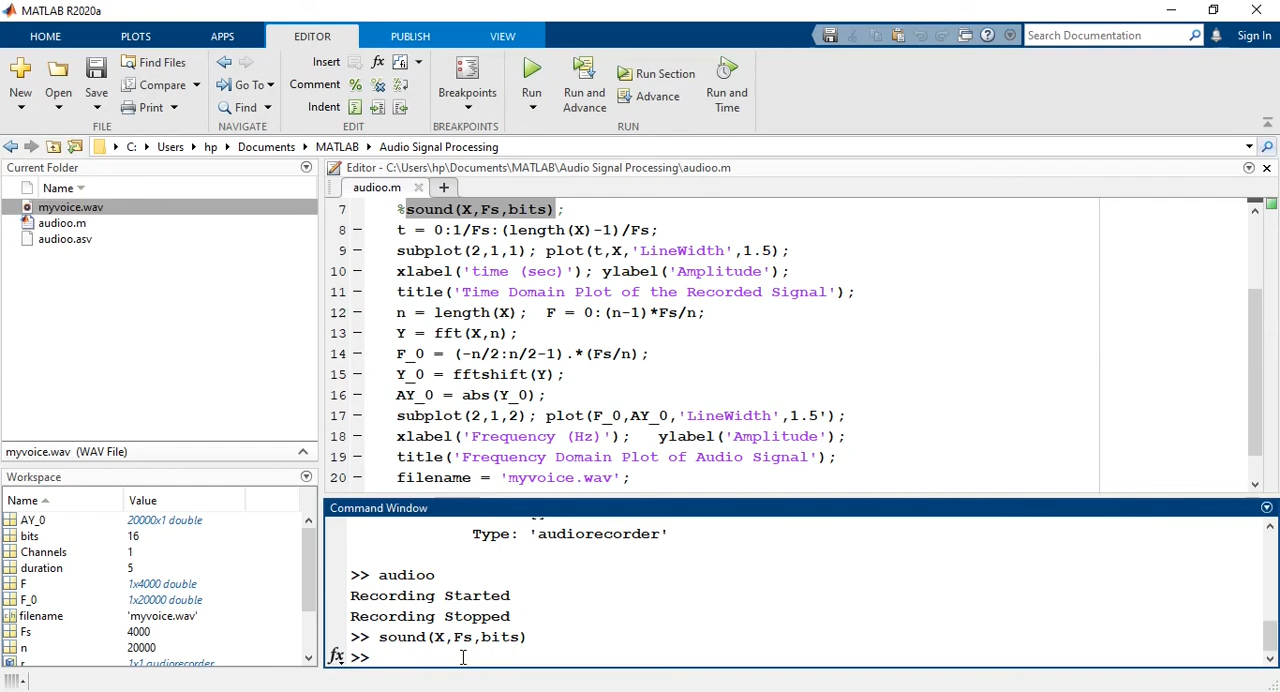 MATLAB R2020a
HOME PLOTS APPS EDITOR PUBLISH VIEW Search Documentation Sign In
New Open Save Find Files Compare Print Go To Find Insert Comment Indent fx Breakpoints Run Run and Advance Run Section Advance Run and Time
FILE NAVIGATE EDIT BREAKPOINTS RUN
C: Users hp Documents MATLAB Audio Signal Processing
Current Folder
Name
myvoice.wav
audioo.m
audioo.asv
myvoice.wav (WAV File)
Workspace
Name Value
AY_0 20000x1 double
bits 16
Channels 1
duration 5
F 1x4000 double
F_0 1x20000 double
filename 'myvoice.wav'
Fs 4000
n 20000
r 1x1 audiorecorder
Editor - C:\Users\hp\Documents\MATLAB\Audio Signal Processing\audioo.m
audioo.m
7 %sound(X,Fs,bits);
8 t = 0:1/Fs:(length(X)-1)/Fs;
9 subplot(2,1,1); plot(t,X,'LineWidth',1.5);
10 xlabel('time (sec)'); ylabel('Amplitude');
11 title('Time Domain Plot of the Recorded Signal');
12 n = length(X); F = 0:(n-1)*Fs/n;
13 Y = fft(X,n);
14 F_0 = (-n/2:n/2-1).*(Fs/n);
15 Y_0 = fftshift(Y);
16 AY_0 = abs(Y_0);
17 subplot(2,1,2); plot(F_0,AY_0,'LineWidth',1.5');
18 xlabel('Frequency (Hz)'); ylabel('Amplitude');
19 title('Frequency Domain Plot of Audio Signal');
20 filename = 'myvoice.wav';
Command Window
Type: 'audiorecorder'
>> audioo
Recording Started
Recording Stopped
>> sound(X,Fs,bits)
fx >>